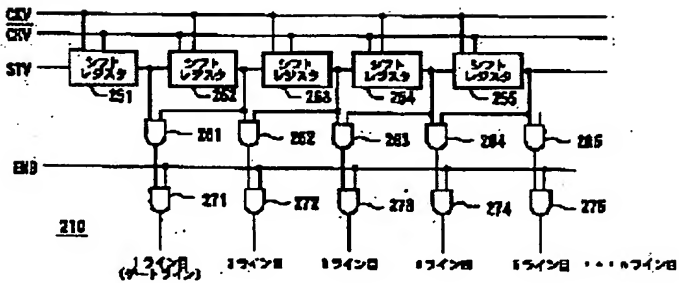 CKV
CKV
STV
シフト
レジスタ
シフト
レジスタ
シフト
レジスタ
シフト
レジスタ
シフト
レジスタ
251
252
253
254
255
261
262
263
264
265
ENB
271
272
273
274
275
210
1ライン目
(ゲートライン)
2ライン目
3ライン目
4ライン目
5ライン目
・・・nライン目